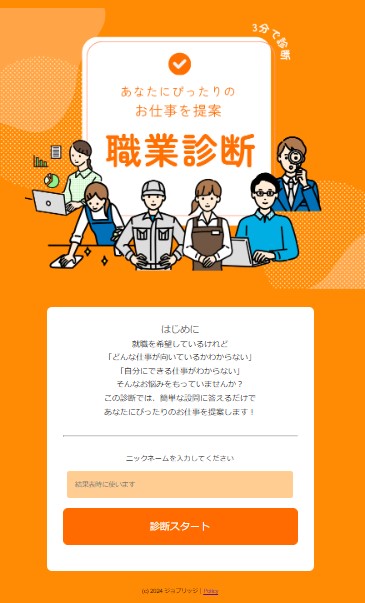 3分で診断
あなたにぴったりの
お仕事を提案
職業診断
はじめに
就職を希望しているけれど
「どんな仕事が向いているかわからない」
「自分にできる仕事がわからない」
そんなお悩みをもっていませんか？
この診断では、簡単な設問に答えるだけで
あなたにぴったりのお仕事を提案します！
ニックネームを入力してください
結果表示に使います
診断スタート
(c) 2024 ジョブリッジ | Policy